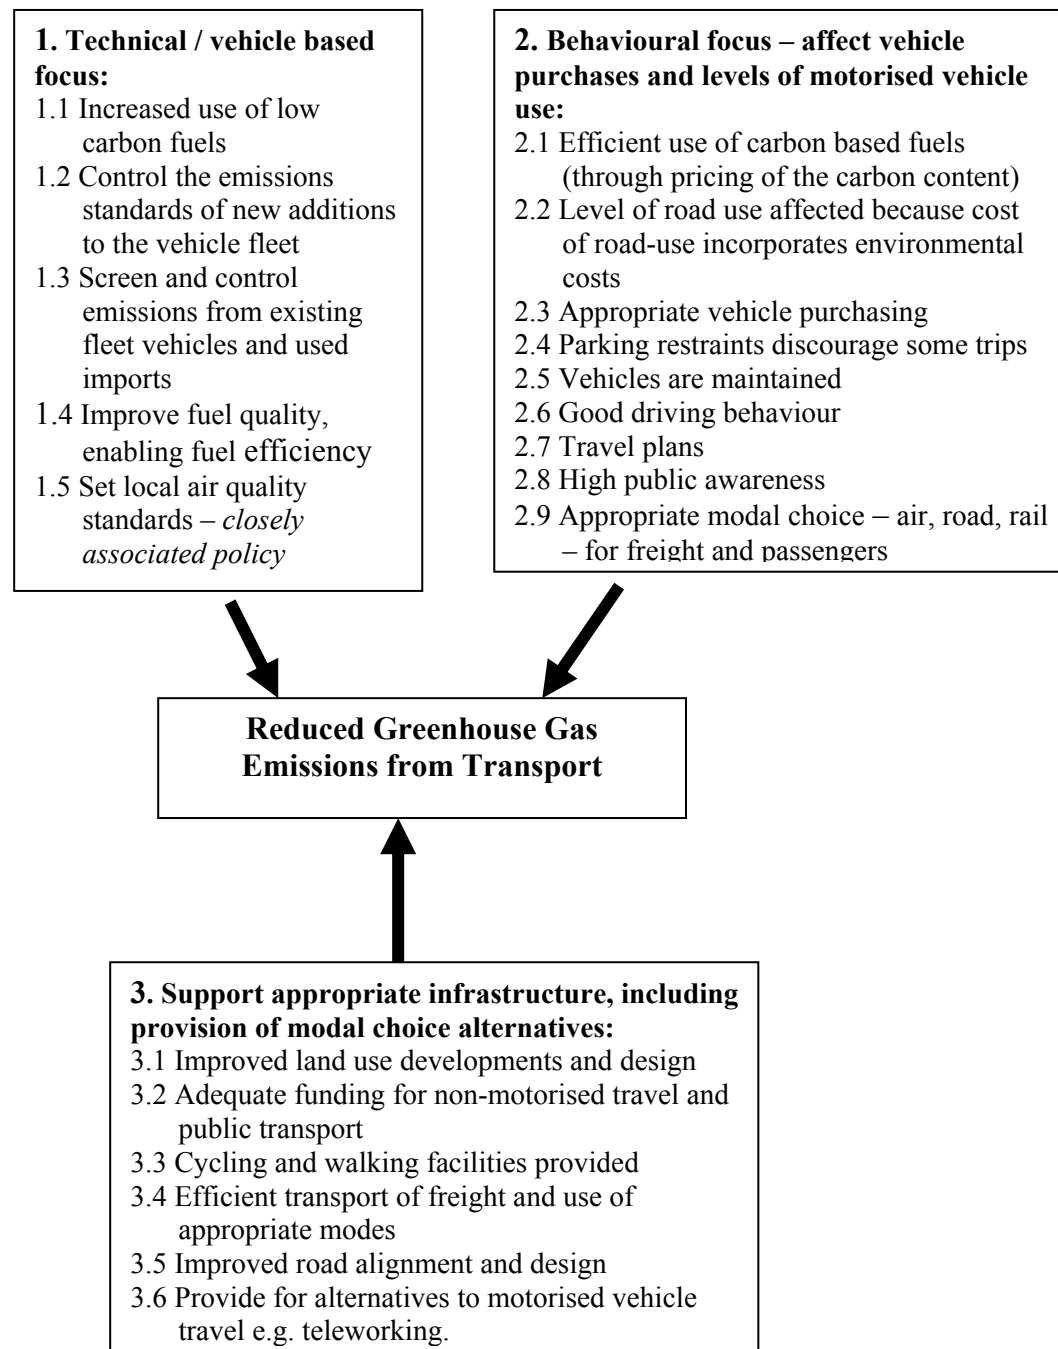 1. Technical / vehicle based
focus:
1.1 Increased use of low
carbon fuels
1.2 Control the emissions
standards of new additions
to the vehicle fleet
1.3 Screen and control
emissions from existing
fleet vehicles and used
imports
1.4 Improve fuel quality,
enabling fuel efficiency
1.5 Set local air quality
standards – closely
associated policy
2. Behavioural focus – affect vehicle
purchases and levels of motorised vehicle
use:
2.1 Efficient use of carbon based fuels
(through pricing of the carbon content)
2.2 Level of road use affected because cost
of road-use incorporates environmental
costs
2.3 Appropriate vehicle purchasing
2.4 Parking restraints discourage some trips
2.5 Vehicles are maintained
2.6 Good driving behaviour
2.7 Travel plans
2.8 High public awareness
2.9 Appropriate modal choice – air, road, rail
– for freight and passengers
Reduced Greenhouse Gas
Emissions from Transport
3. Support appropriate infrastructure, including
provision of modal choice alternatives:
3.1 Improved land use developments and design
3.2 Adequate funding for non-motorised travel and
public transport
3.3 Cycling and walking facilities provided
3.4 Efficient transport of freight and use of
appropriate modes
3.5 Improved road alignment and design
3.6 Provide for alternatives to motorised vehicle
travel e.g. teleworking.